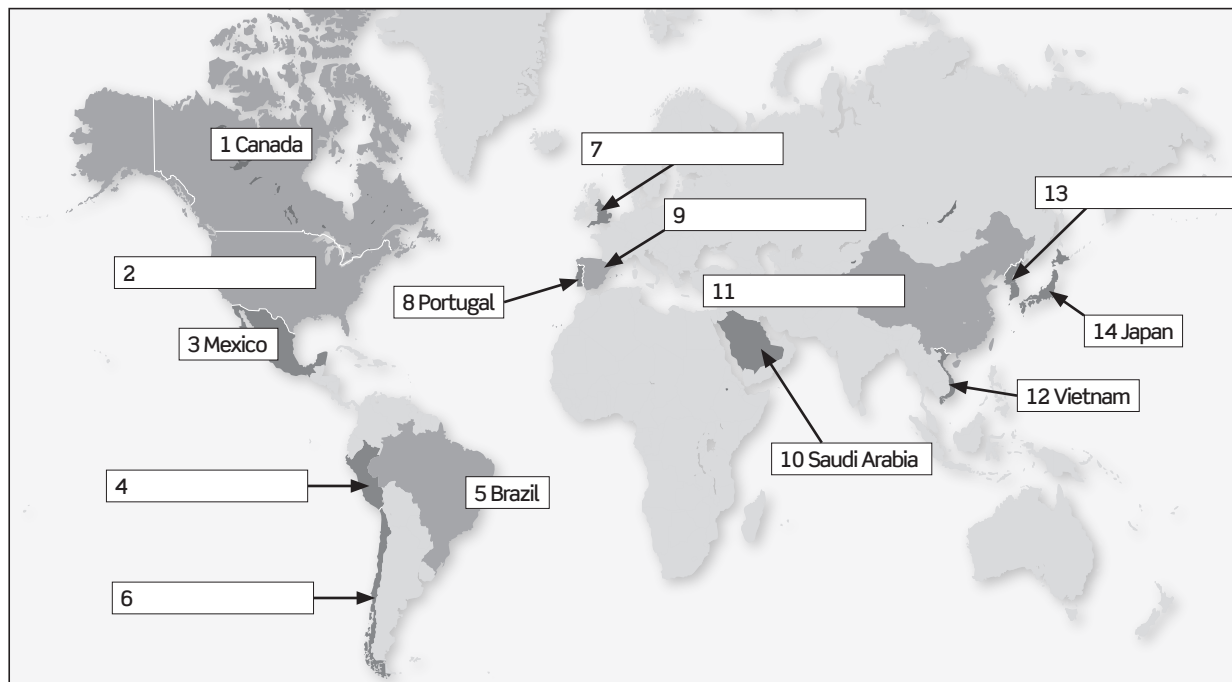 1 Canada
2
3 Mexico
4
5 Brazil
6
7
8 Portugal
9
10 Saudi Arabia
11
12 Vietnam
13
14 Japan